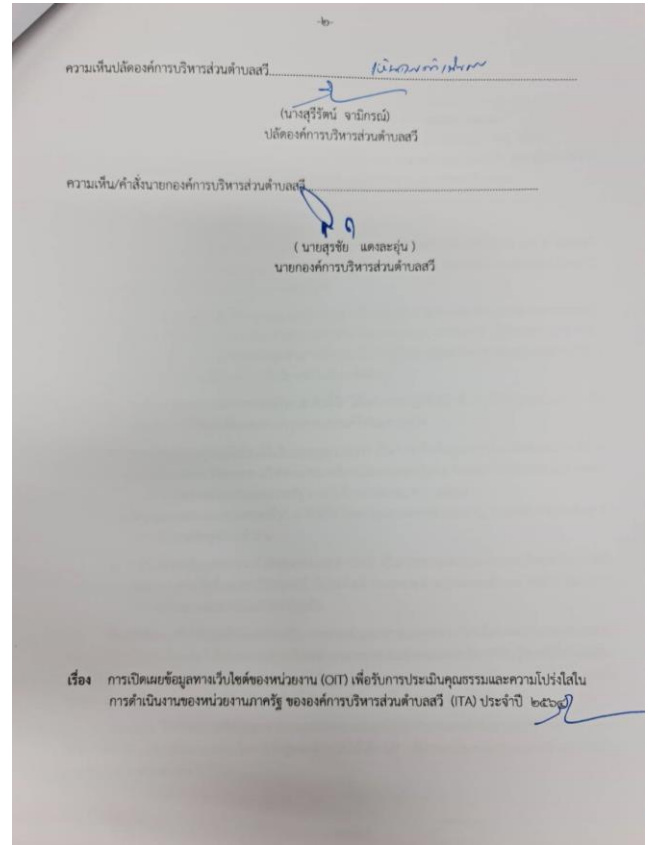 -๒-
ความเห็นปลัดองค์การบริหารส่วนตำบลสวี
(นางสุรีรัตน์ จามิกรณ์)
ปลัดองค์การบริหารส่วนตำบลสวี
ความเห็น/คำสั่งนายกองค์การบริหารส่วนตำบลสวี
( นายสุรชัย แดงละอุ่น )
นายกองค์การบริหารส่วนตำบลสวี
เรื่อง การเปิดเผยข้อมูลทางเว็บไซต์ของหน่วยงาน (OIT) เพื่อรับการประเมินคุณธรรมและความโปร่งใสใน
การดำเนินงานของหน่วยงานภาครัฐ ขององค์การบริหารส่วนตำบลสวี (ITA) ประจำปี